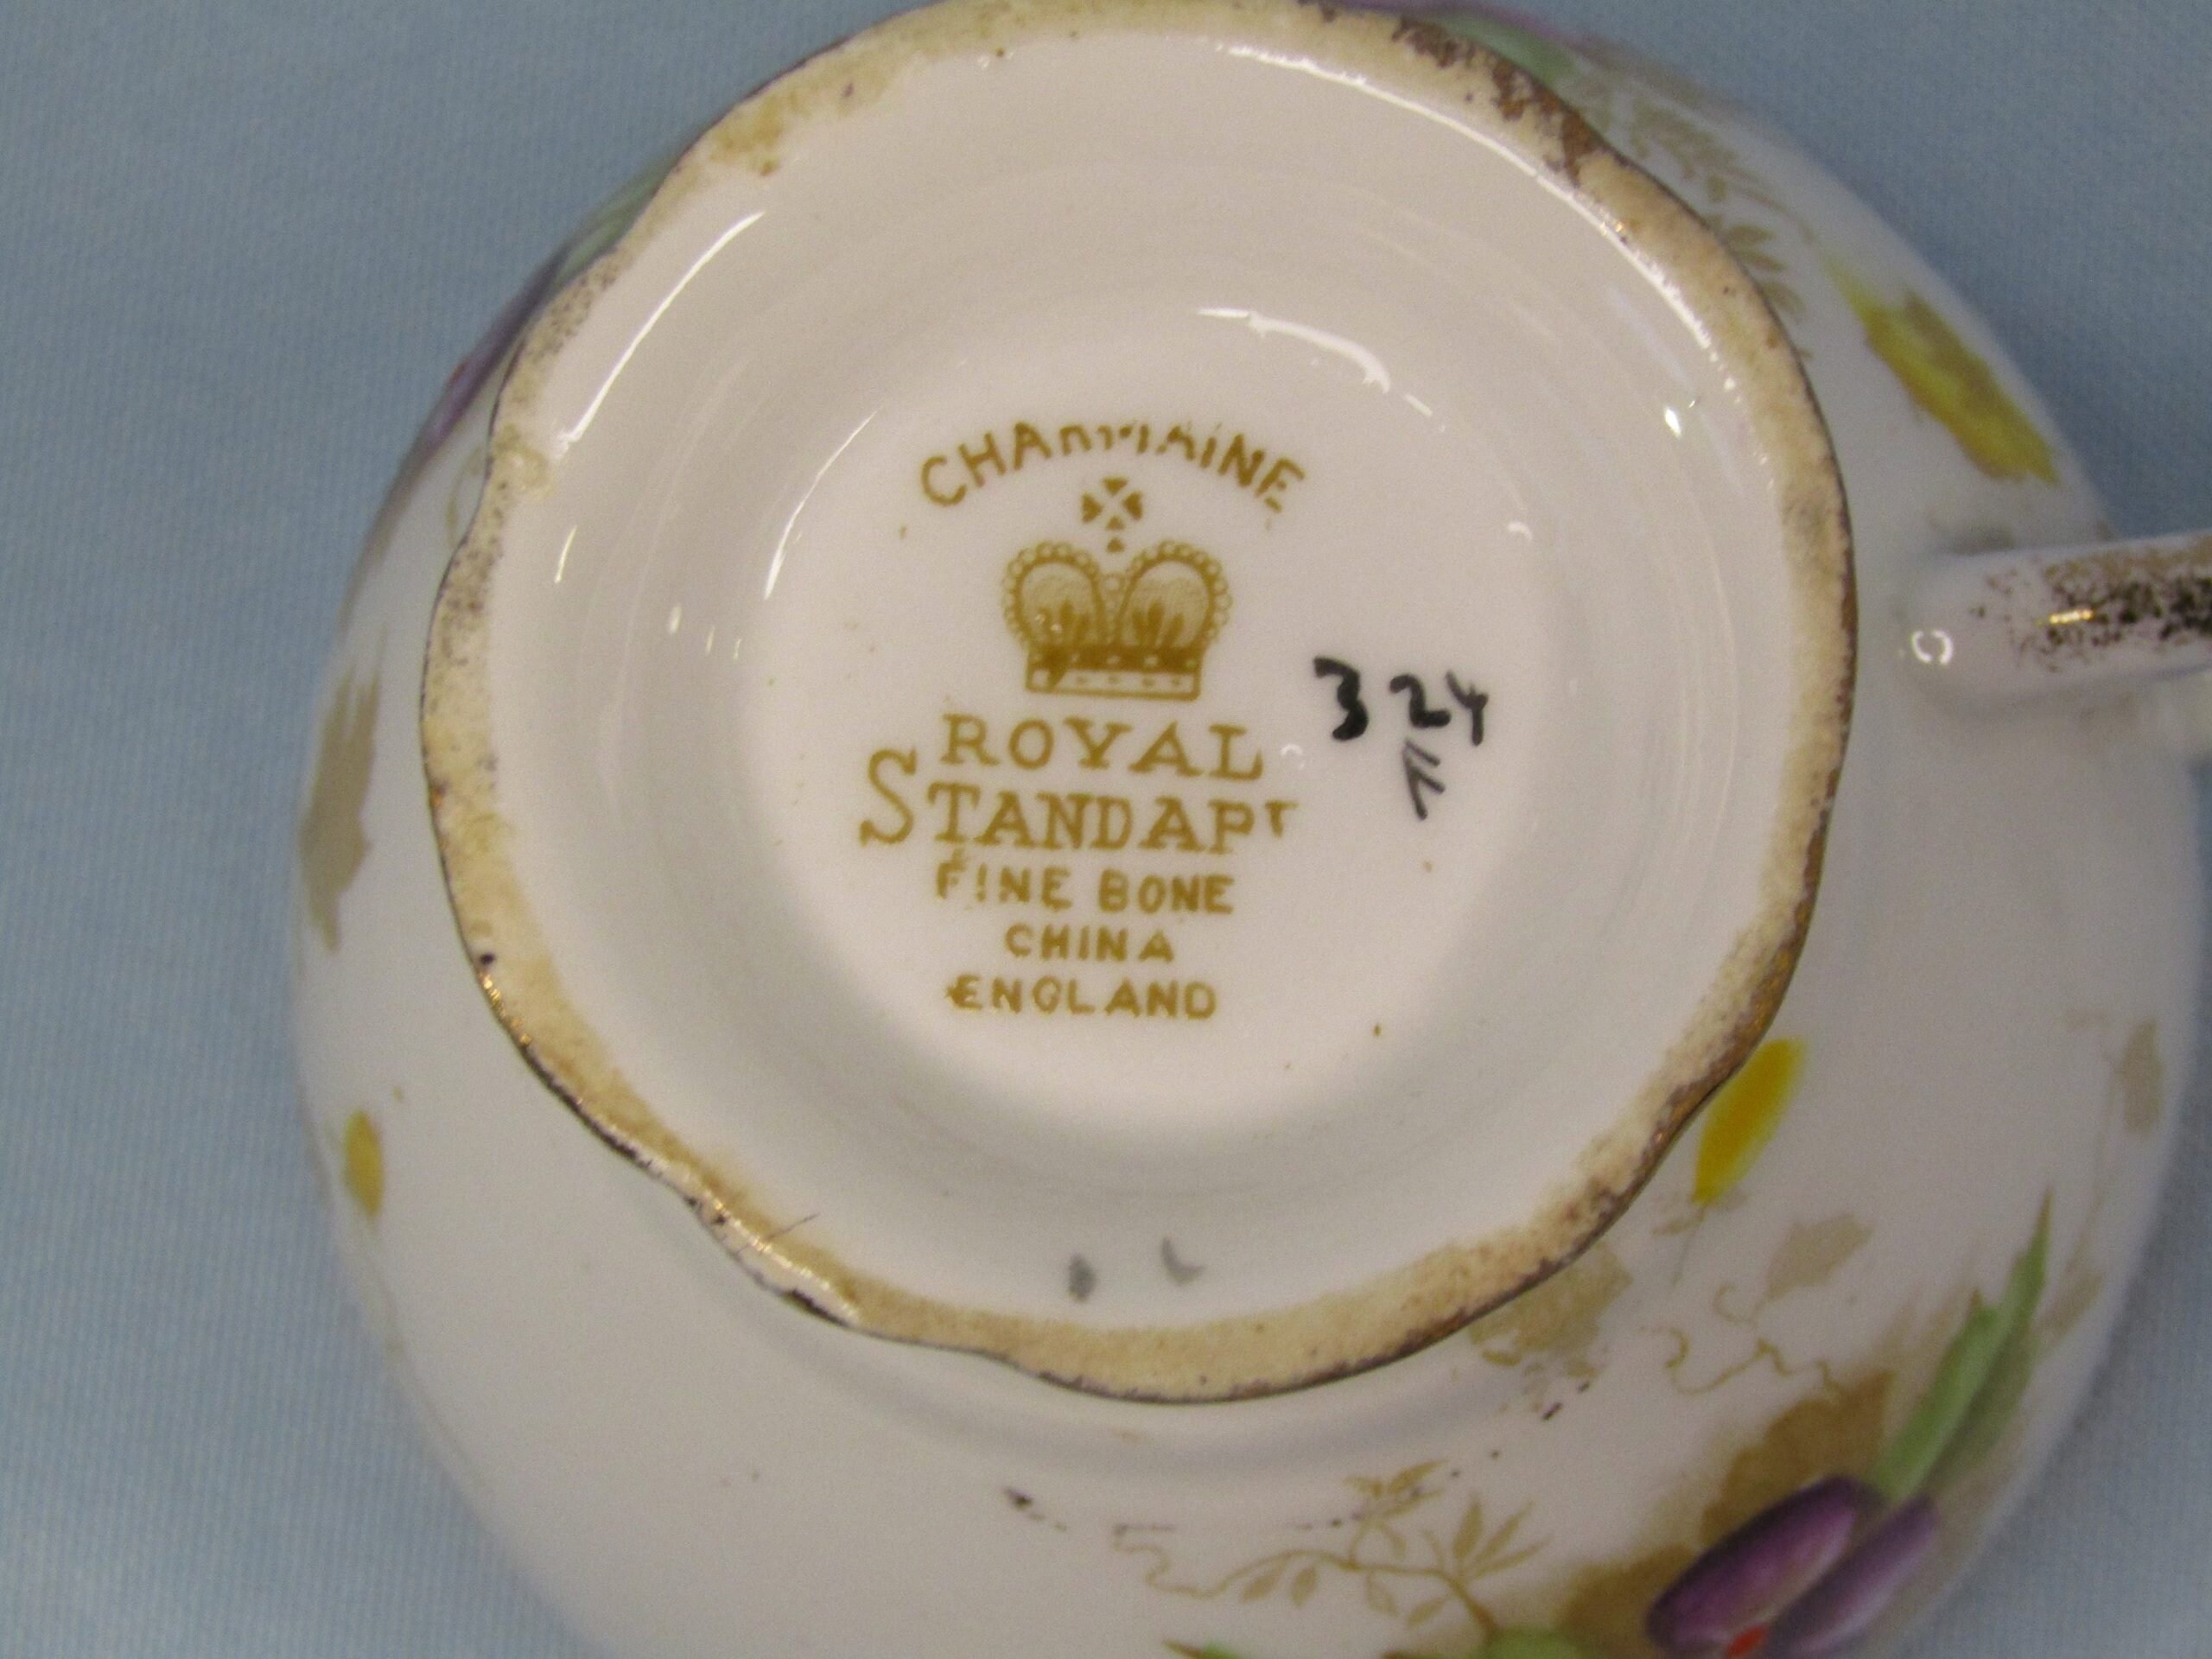 CHARMAINE
ROYAL
STANDARD
FINE BONE
CHINA
ENGLAND
324